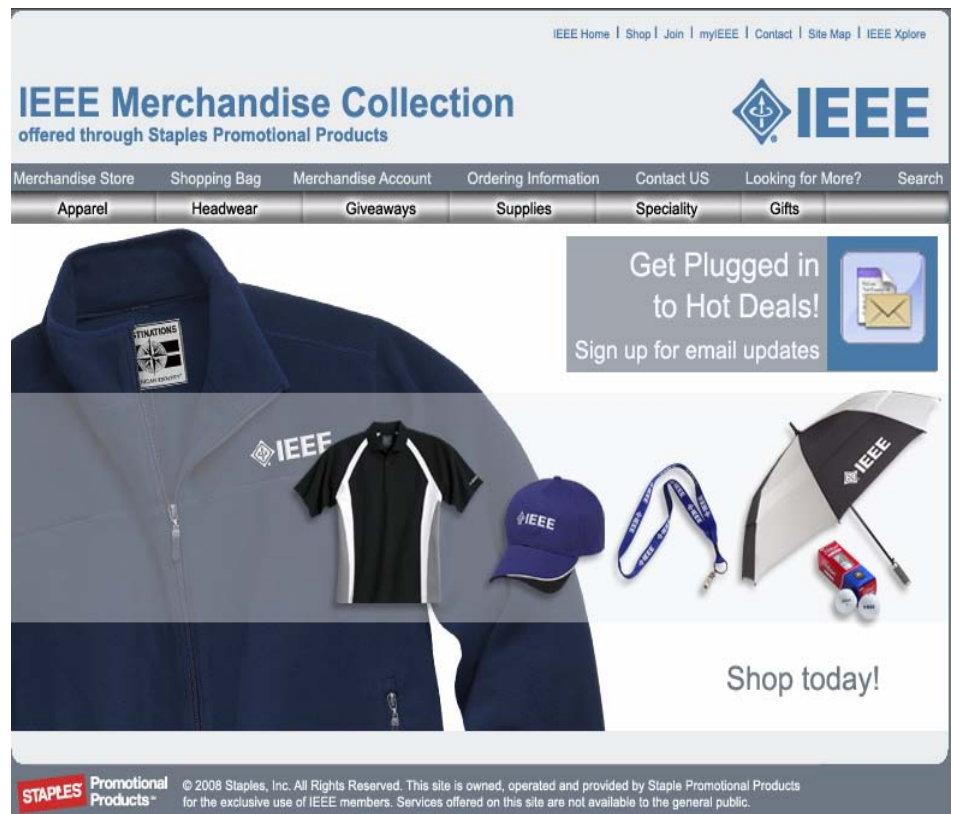 IEEE Home | Shop | Join | myIEEE | Contact | Site Map | IEEE Xplore
IEEE Merchandise Collection
offered through Staples Promotional Products
IEEE
Merchandise Store Shopping Bag Merchandise Account Ordering Information Contact US Looking for More? Search
Apparel Headwear Giveaways Supplies Speciality Gifts
Get Plugged in
to Hot Deals!
Sign up for email updates
IEEE
IEEE
IEEE
IEEE
IEEE
Shop today!
STAPLES Promotional
Products
© 2008 Staples, Inc. All Rights Reserved. This site is owned, operated and provided by Staple Promotional Products
for the exclusive use of IEEE members. Services offered on this site are not available to the general public.